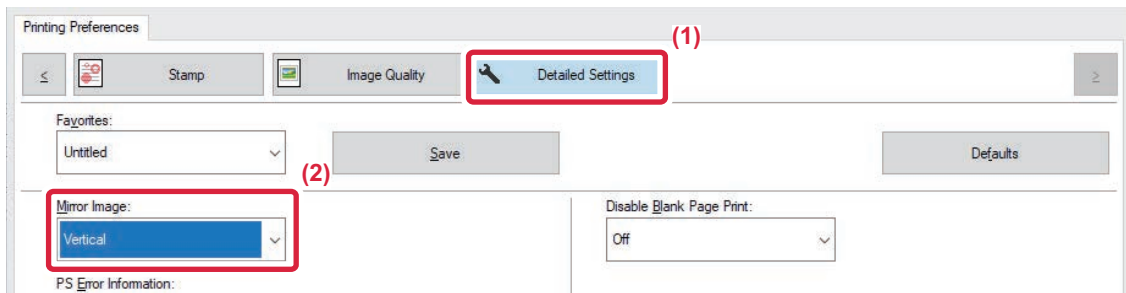 Printing Preferences
(1)
< Stamp Image Quality Detailed Settings >
Favorites:
Untitled Save Defaults
(2)
Mirror Image: Disable Blank Page Print:
Vertical Off
PS Error Information: